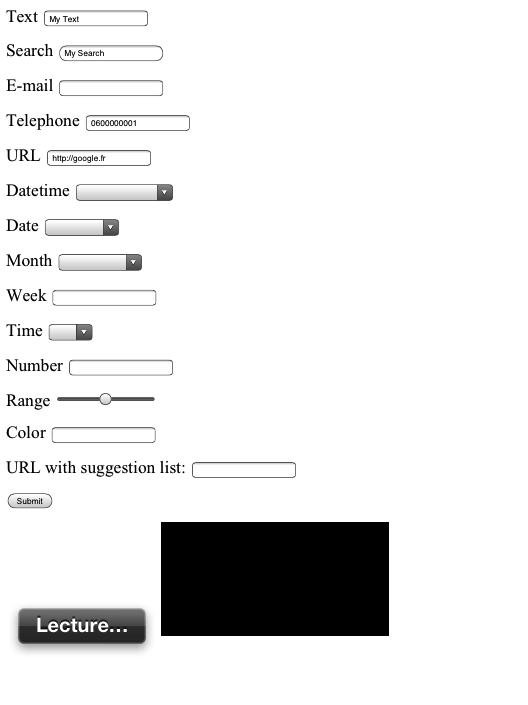 Text My Text
Search My Search
E-mail
Telephone 0600000001
URL http://google.fr
Datetime
Date
Month
Week
Time
Number
Range
Color
URL with suggestion list:
Submit
Lecture...